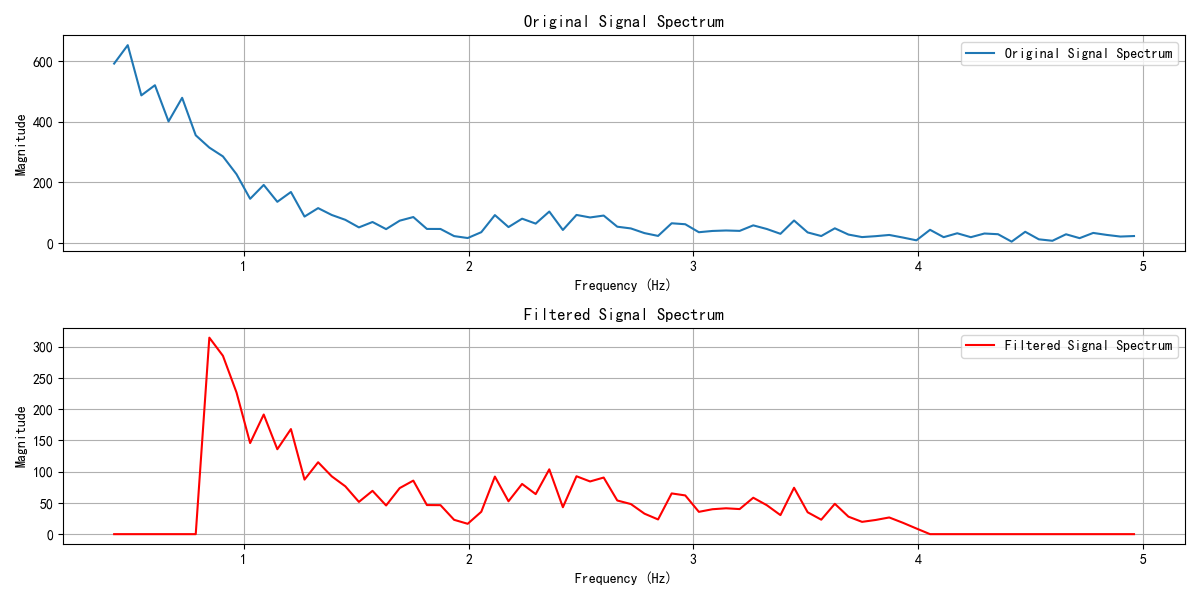 Original Signal Spectrum
Original Signal Spectrum
600
400
200
0
Magnitude
1 2 3 4 5
Frequency (Hz)
Filtered Signal Spectrum
Filtered Signal Spectrum
300
250
200
150
100
50
0
Magnitude
1 2 3 4 5
Frequency (Hz)